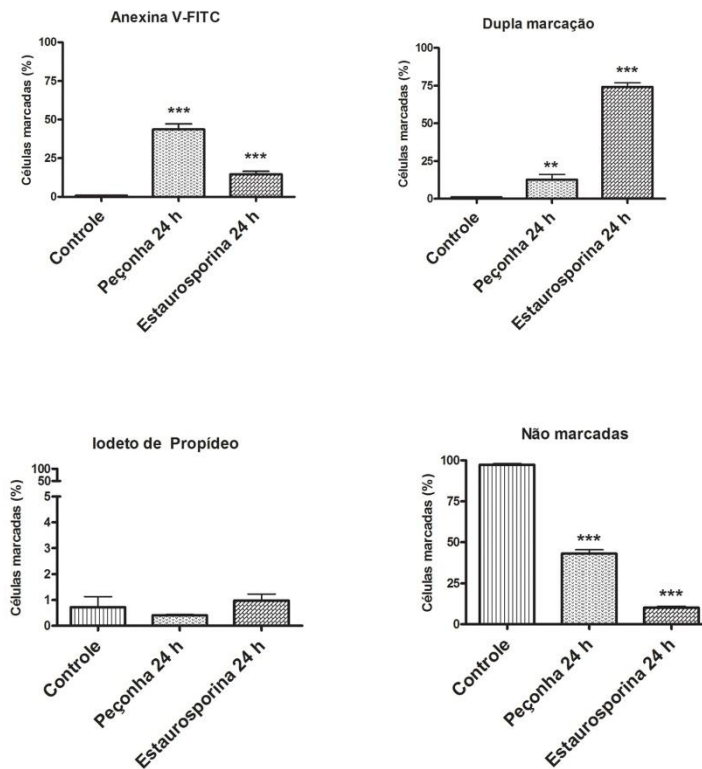 Anexina V-FITC
Células marcadas (%)
100
75
50
25
0
***
***
Controle
Peçonha 24 h
Estaurosporina 24 h
Dupla marcação
Células marcadas (%)
100
75
50
25
0
**
***
Controle
Peçonha 24 h
Estaurosporina 24 h
Iodeto de Propídeo
Células marcadas (%)
100
50
5
4
3
2
1
0
Controle
Peçonha 24 h
Estaurosporina 24 h
Não marcadas
Células marcadas (%)
100
75
50
25
0
***
***
Controle
Peçonha 24 h
Estaurosporina 24 h